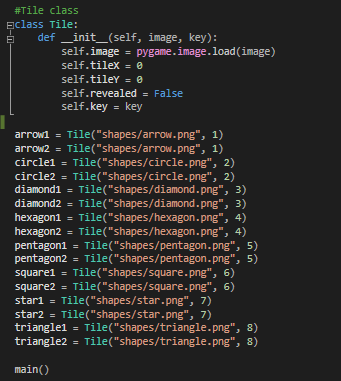 #Tile class
class Tile:
    def __init__(self, image, key):
        self.image = pygame.image.load(image)
        self.tileX = 0
        self.tileY = 0
        self.revealed = False
        self.key = key
arrow1 = Tile("shapes/arrow.png", 1)
arrow2 = Tile("shapes/arrow.png", 1)
circle1 = Tile("shapes/circle.png", 2)
circle2 = Tile("shapes/circle.png", 2)
diamond1 = Tile("shapes/diamond.png", 3)
diamond2 = Tile("shapes/diamond.png", 3)
hexagon1 = Tile("shapes/hexagon.png", 4)
hexagon2 = Tile("shapes/hexagon.png", 4)
pentagon1 = Tile("shapes/pentagon.png", 5)
pentagon2 = Tile("shapes/pentagon.png", 5)
square1 = Tile("shapes/square.png", 6)
square2 = Tile("shapes/square.png", 6)
star1 = Tile("shapes/star.png", 7)
star2 = Tile("shapes/star.png", 7)
triangle1 = Tile("shapes/triangle.png", 8)
triangle2 = Tile("shapes/triangle.png", 8)
main()